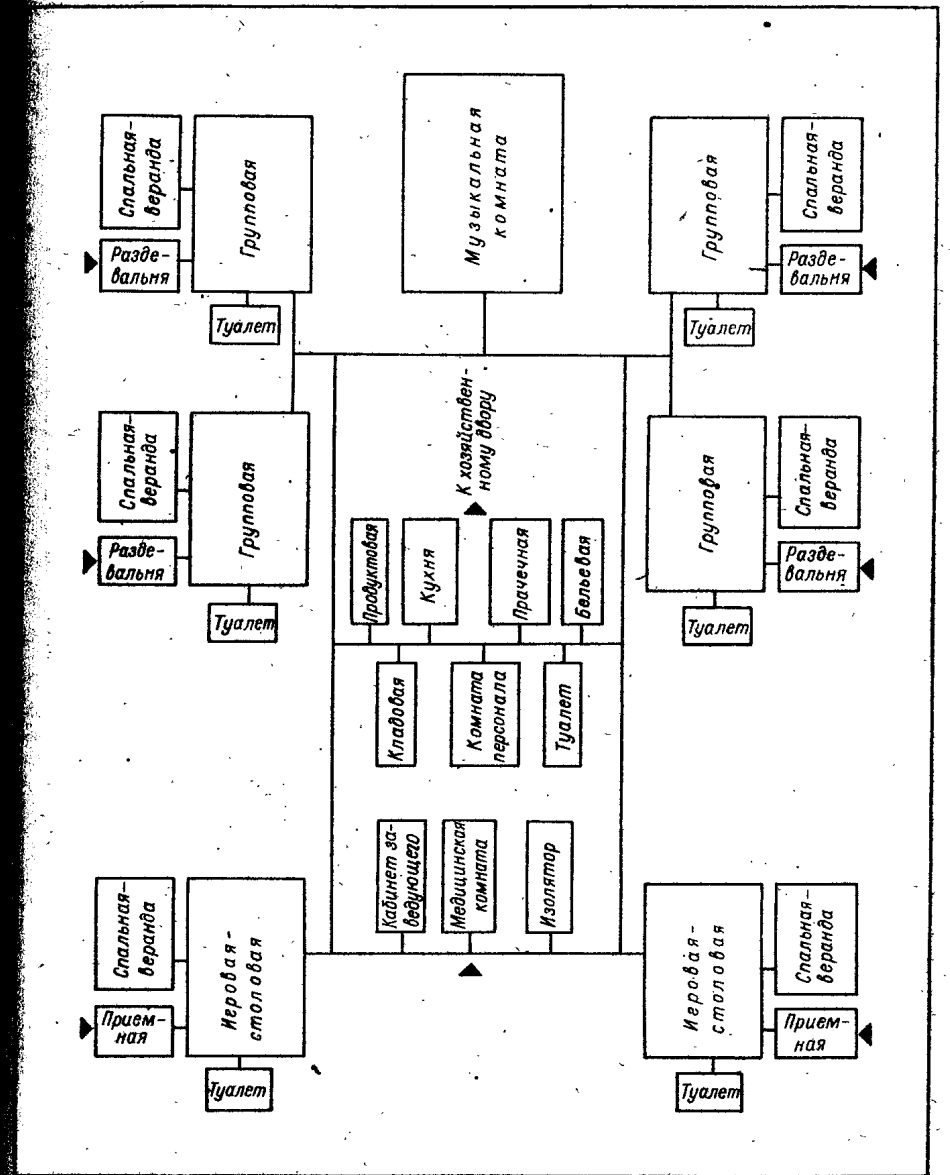 Спальная-
веранда
Разде-
вальня
Групповая
Туалет
Музыкальная
комната
Групповая
Спальная-
веранда
Разде-
вальня
Туалет
Спальная-
веранда
Разде-
вальня
Групповая
Туалет
К хозяйствен-
ному двору
Продуктовая
Кухня
Прачечная
Бельевая
Кладовая
Комната
персонала
Туалет
Групповая
Спальная-
веранда
Разде-
вальня
Туалет
Спальная-
веранда
Прием-
ная
Игровая-
столовая
Туалет
Кабинет за-
ведующего
Медицинская
комната
Изолятор
Игровая-
столовая
Спальная-
веранда
Прием-
ная
Туалет